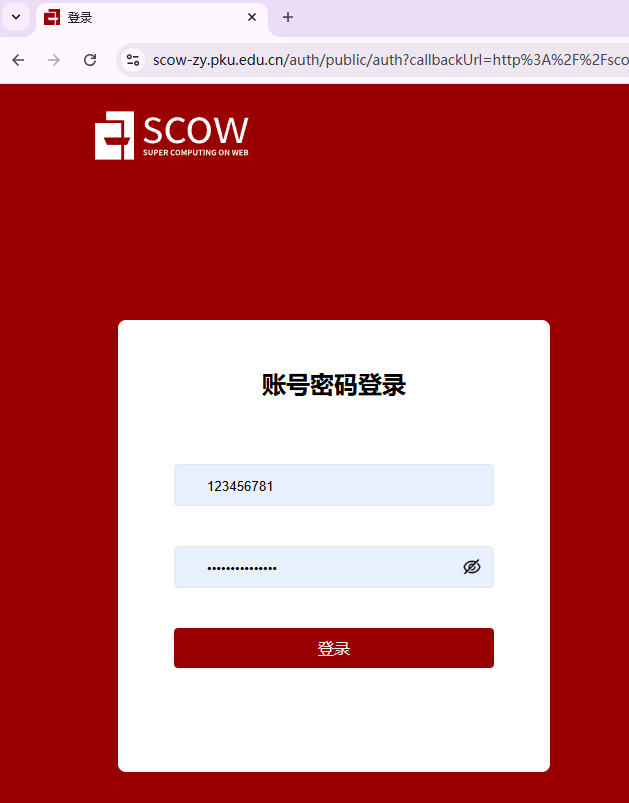 登录
scow-zy.pku.edu.cn/auth/public/auth?callbackUrl=http%3A%2F%2Fsco
SCOW
SUPER COMPUTING ON WEB
账号密码登录
123456781
•••••••••••••••
登录